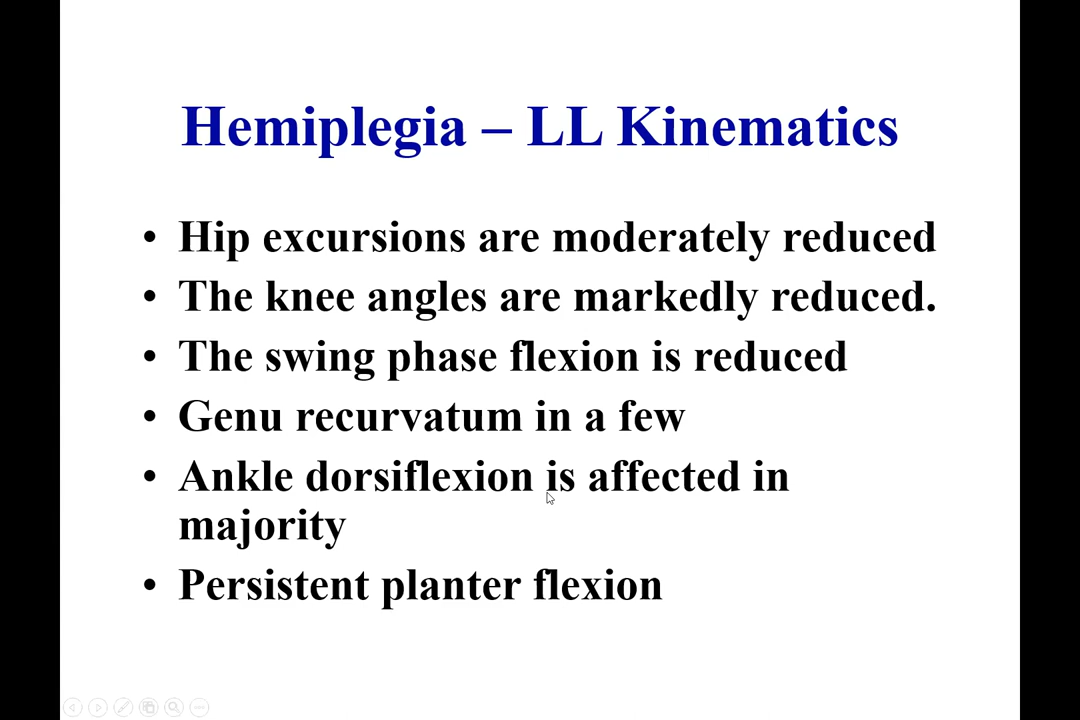 Hemiplegia – LL Kinematics
• Hip excursions are moderately reduced
• The knee angles are markedly reduced.
• The swing phase flexion is reduced
• Genu recurvatum in a few
• Ankle dorsiflexion is affected in
majority
• Persistent planter flexion